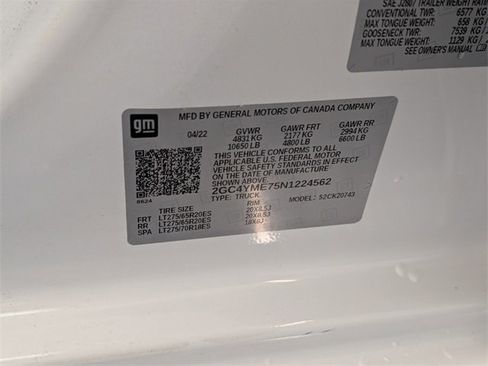 SAE J2807 TRAILER WEIGHT RATIN
CONVENTIONAL TWR: 6577 KG
MAX TONGUE WEIGHT: 658 KG
GOOSENECK TWR: 7539 KG/
MAX TONGUE WEIGHT: 1129 KG
SEE OWNER'S MANUAL
gm
MFD BY GENERAL MOTORS OF CANADA COMPANY
04/22 GVWR GAWR FRT GAWR RR
4831 KG 2177 KG 2994 KG
10650 LB 4800 LB 6600 LB
THIS VEHICLE CONFORMS TO ALL
APPLICABLE U.S. FEDERAL MOTOR
VEHICLE SAFETY STANDARDS IN EFFECT
ON THE DATE OF MANUFACTURE SHOWN ABOVE.
2GC4YME75N1224562
TYPE: TRUCK MODEL: 52CK20743
8624
TIRE SIZE RIM
FRT LT275/65R20ES 20X8.5J
RR LT275/65R20ES 20X8.5J
SPA LT275/70R18ES 18X8J